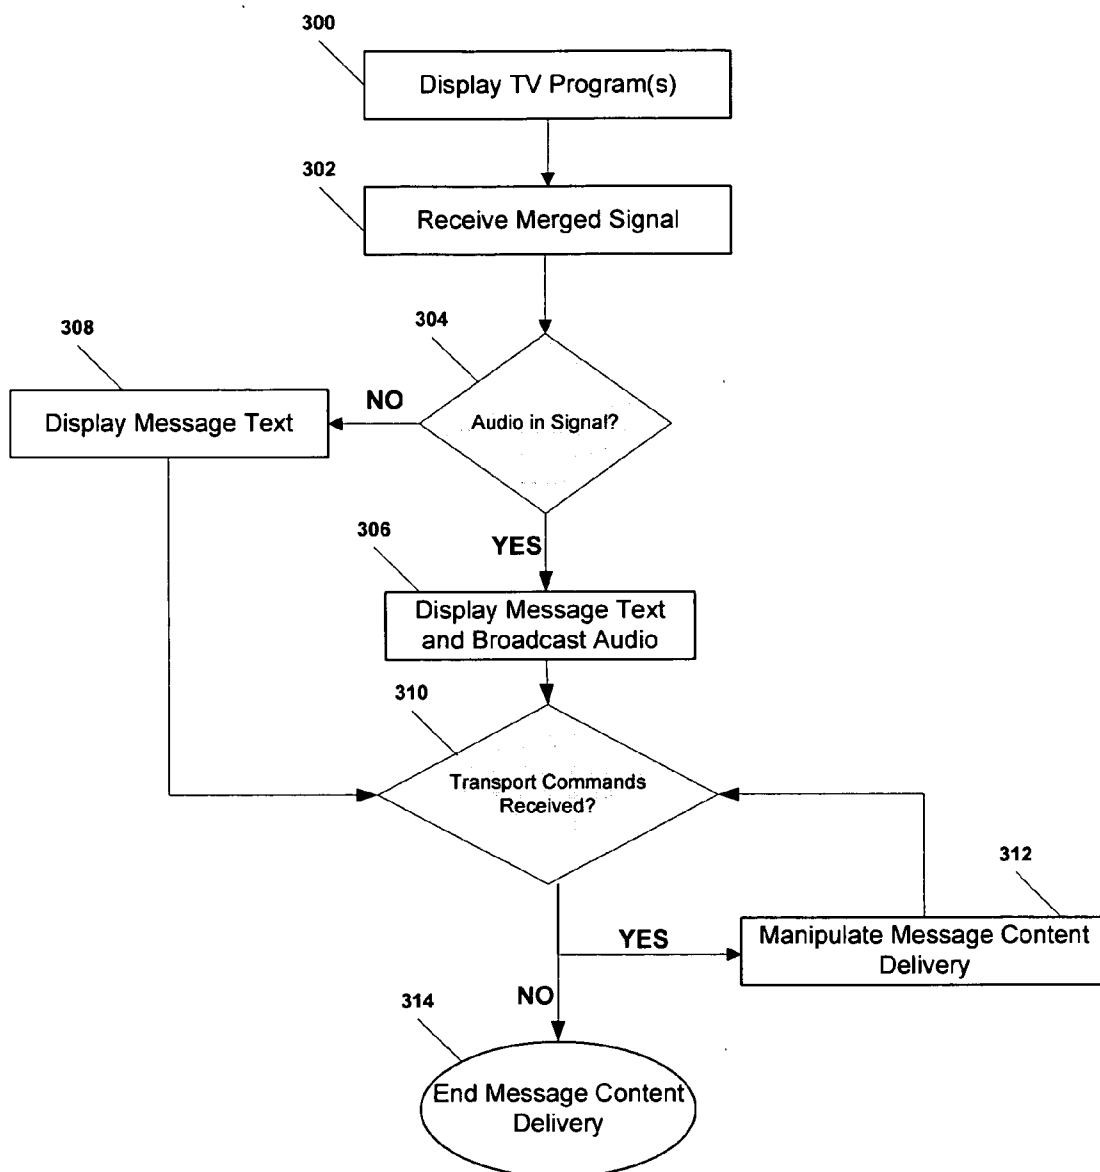 300
Display TV Program(s)
302
Receive Merged Signal
304
308
NO
Display Message Text
Audio in Signal?
306
YES
Display Message Text
and Broadcast Audio
310
Transport Commands
Received?
312
YES
Manipulate Message Content
Delivery
NO
314
End Message Content
Delivery